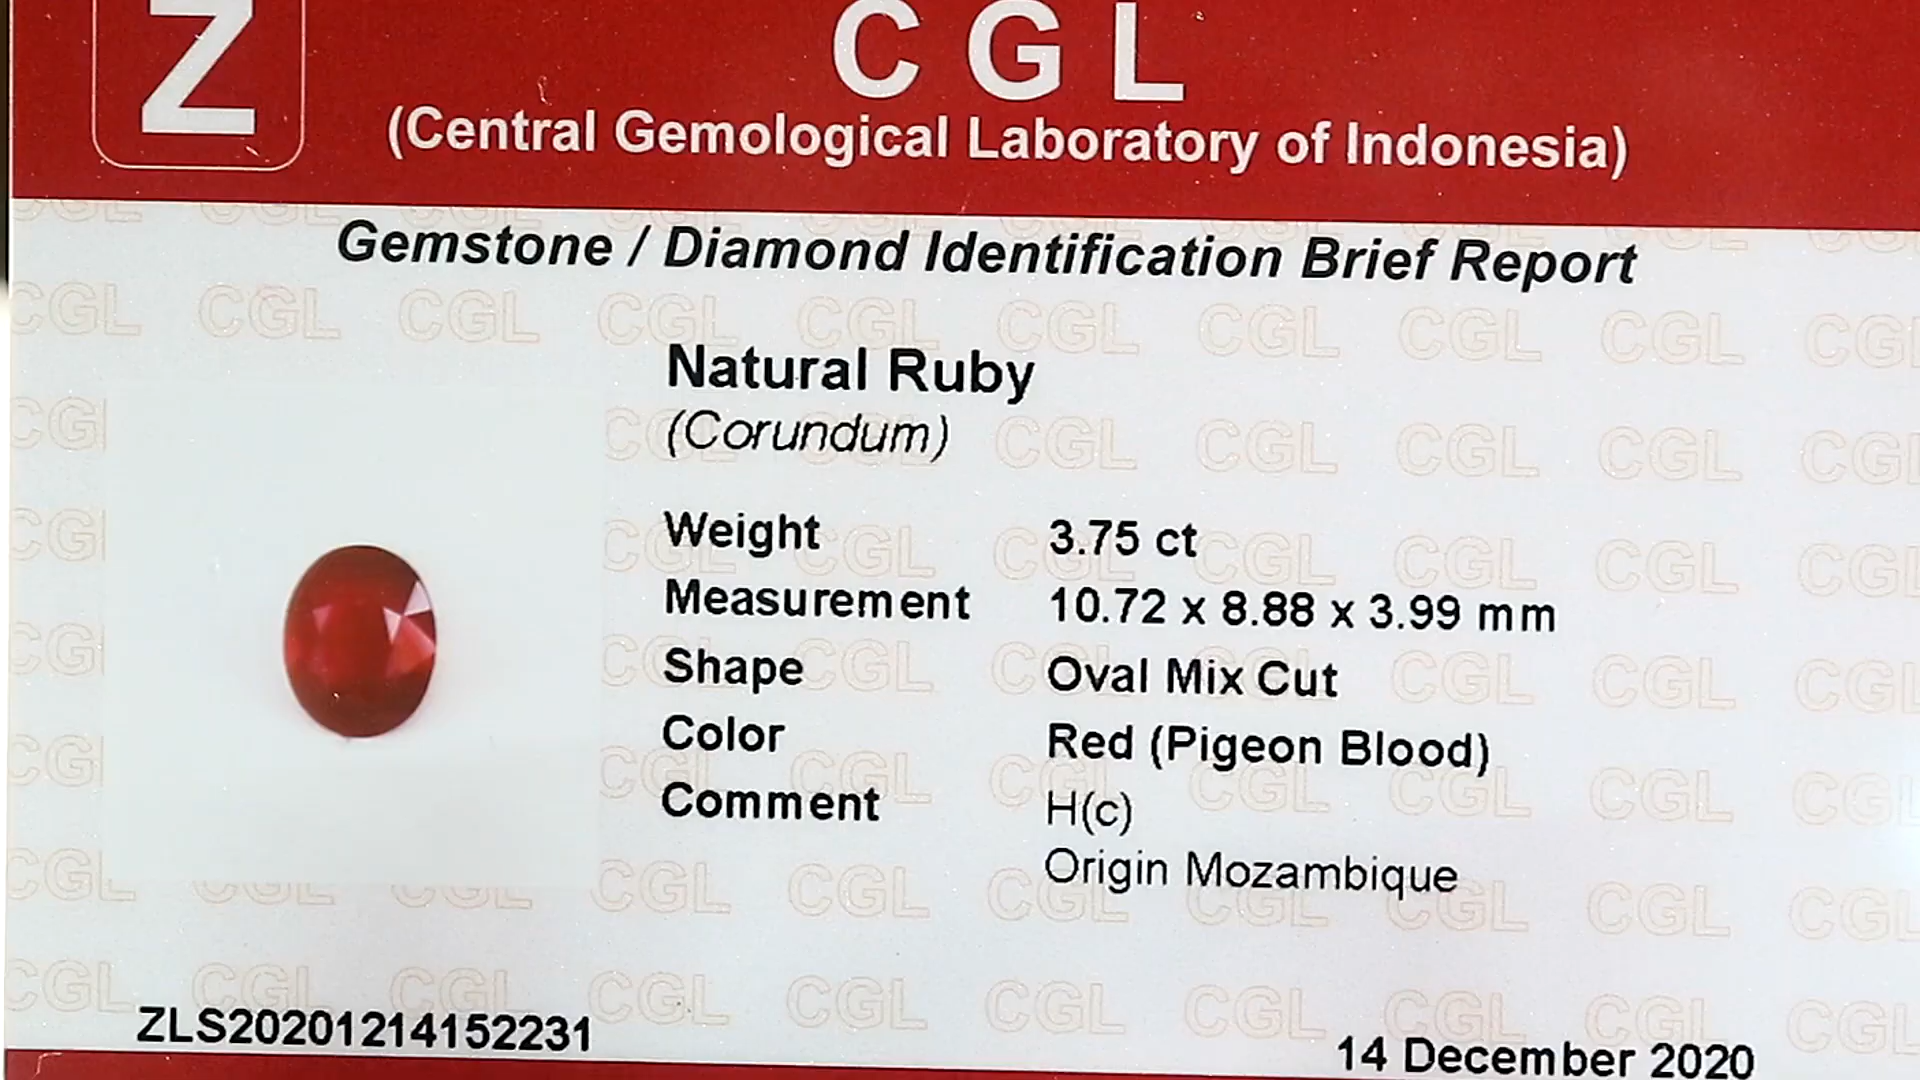 Z
C G L
(Central Gemological Laboratory of Indonesia)
Gemstone / Diamond Identification Brief Report
Natural Ruby
(Corundum)
Weight 3.75 ct
Measurement 10.72 x 8.88 x 3.99 mm
Shape Oval Mix Cut
Color Red (Pigeon Blood)
Comment H(c)
Origin Mozambique
ZLS20201214152231
14 December 2020